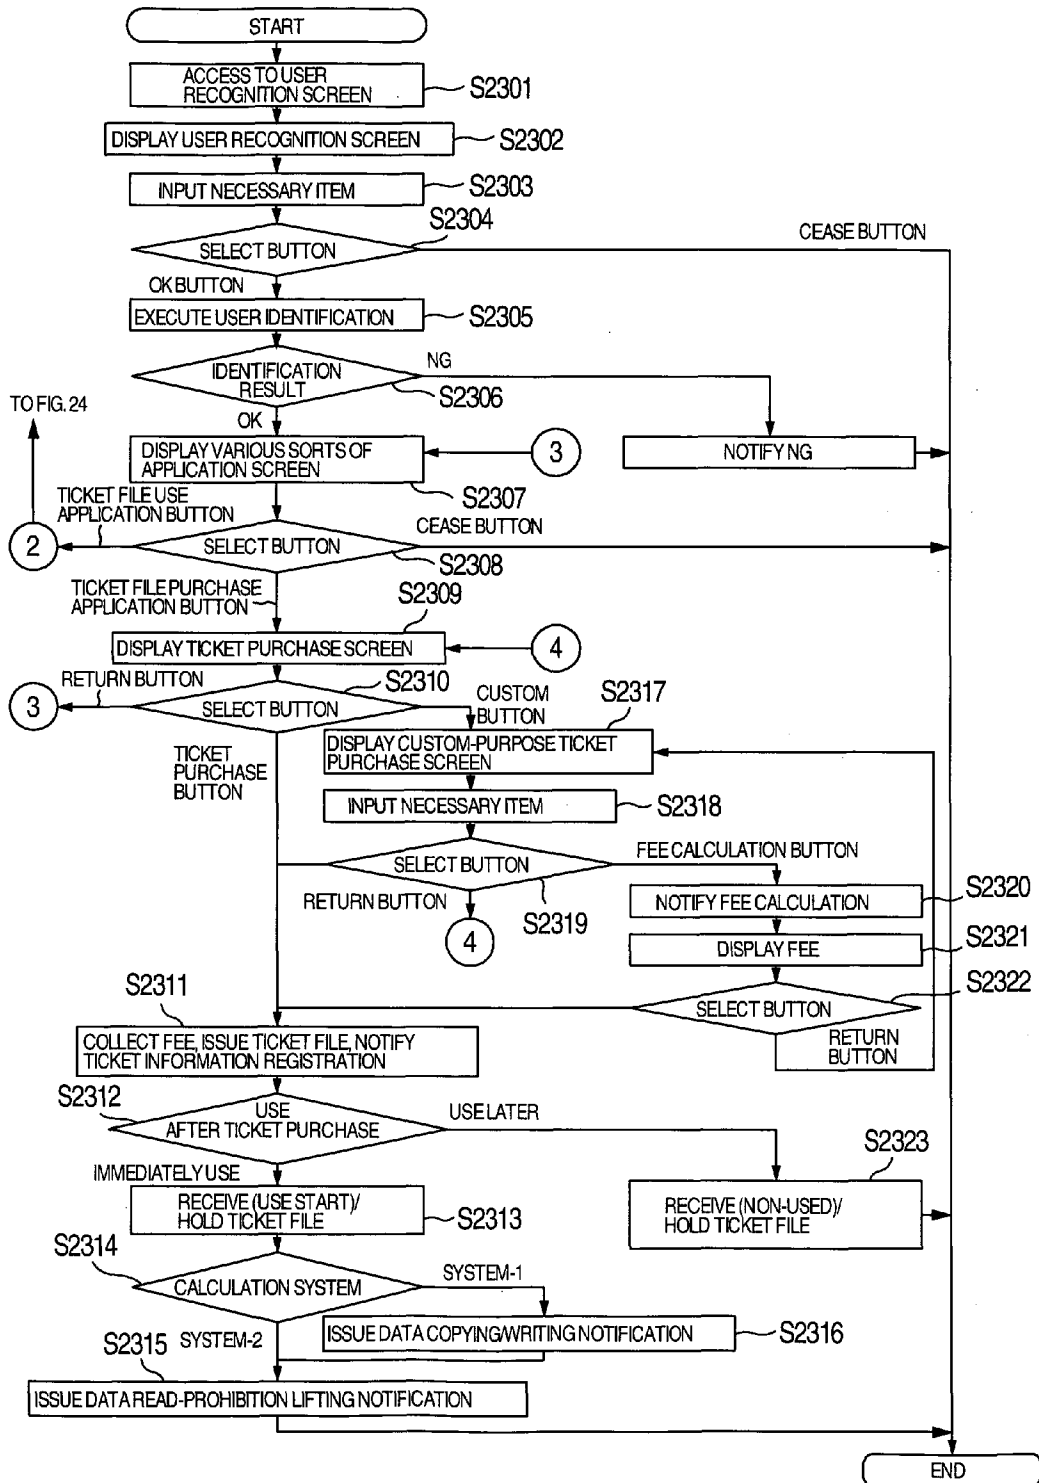 START
ACCESS TO USER
RECOGNITION SCREEN
S2301
DISPLAY USER RECOGNITION SCREEN
S2302
INPUT NECESSARY ITEM
S2303
S2304
SELECT BUTTON
CEASE BUTTON
OK BUTTON
EXECUTE USER IDENTIFICATION
S2305
IDENTIFICATION
RESULT
NG
S2306
TO FIG. 24
OK
DISPLAY VARIOUS SORTS OF
APPLICATION SCREEN
3
NOTIFY NG
S2307
TICKET FILE USE
APPLICATION BUTTON
CEASE BUTTON
2
SELECT BUTTON
S2308
TICKET FILE PURCHASE
APPLICATION BUTTON
S2309
DISPLAY TICKET PURCHASE SCREEN
4
RETURN BUTTON
S2310
3
SELECT BUTTON
CUSTOM
BUTTON
S2317
TICKET
PURCHASE
BUTTON
DISPLAY CUSTOM-PURPOSE TICKET
PURCHASE SCREEN
INPUT NECESSARY ITEM
S2318
SELECT BUTTON
FEE CALCULATION BUTTON
RETURN BUTTON
S2319
NOTIFY FEE CALCULATION
S2320
4
DISPLAY FEE
S2321
S2322
SELECT BUTTON
RETURN
BUTTON
S2311
COLLECT FEE, ISSUE TICKET FILE, NOTIFY
TICKET INFORMATION REGISTRATION
S2312
USE
AFTER TICKET PURCHASE
USE LATER
S2323
IMMEDIATELY USE
RECEIVE (USE START)/
HOLD TICKET FILE
S2313
RECEIVE (NON-USED)/
HOLD TICKET FILE
S2314
CALCULATION SYSTEM
SYSTEM-1
ISSUE DATA COPYING/WRITING NOTIFICATION
S2316
S2315
SYSTEM-2
ISSUE DATA READ-PROHIBITION LIFTING NOTIFICATION
END